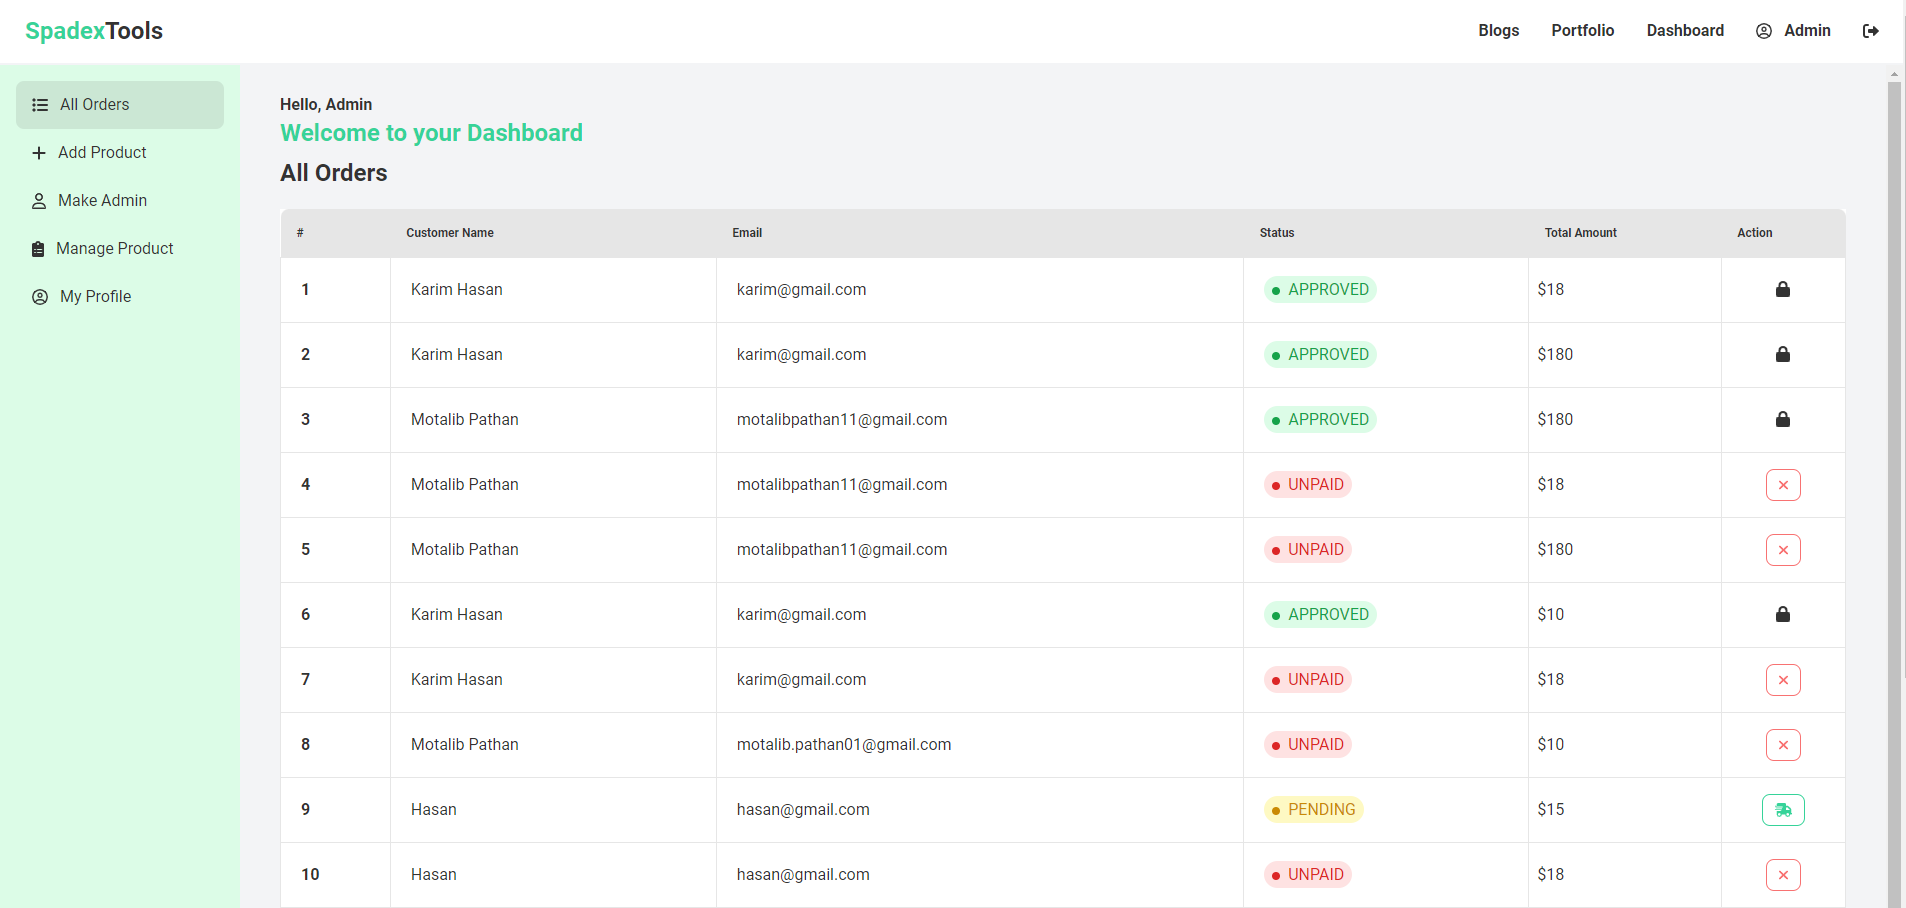 SpadexTools
Blogs Portfolio Dashboard Admin
All Orders
Add Product
Make Admin
Manage Product
My Profile
Hello, Admin
Welcome to your Dashboard
All Orders
# Customer Name Email Status Total Amount Action
1 Karim Hasan karim@gmail.com APPROVED $18
2 Karim Hasan karim@gmail.com APPROVED $180
3 Motalib Pathan motalibpathan11@gmail.com APPROVED $180
4 Motalib Pathan motalibpathan11@gmail.com UNPAID $18
5 Motalib Pathan motalibpathan11@gmail.com UNPAID $180
6 Karim Hasan karim@gmail.com APPROVED $10
7 Karim Hasan karim@gmail.com UNPAID $18
8 Motalib Pathan motalib.pathan01@gmail.com UNPAID $10
9 Hasan hasan@gmail.com PENDING $15
10 Hasan hasan@gmail.com UNPAID $18